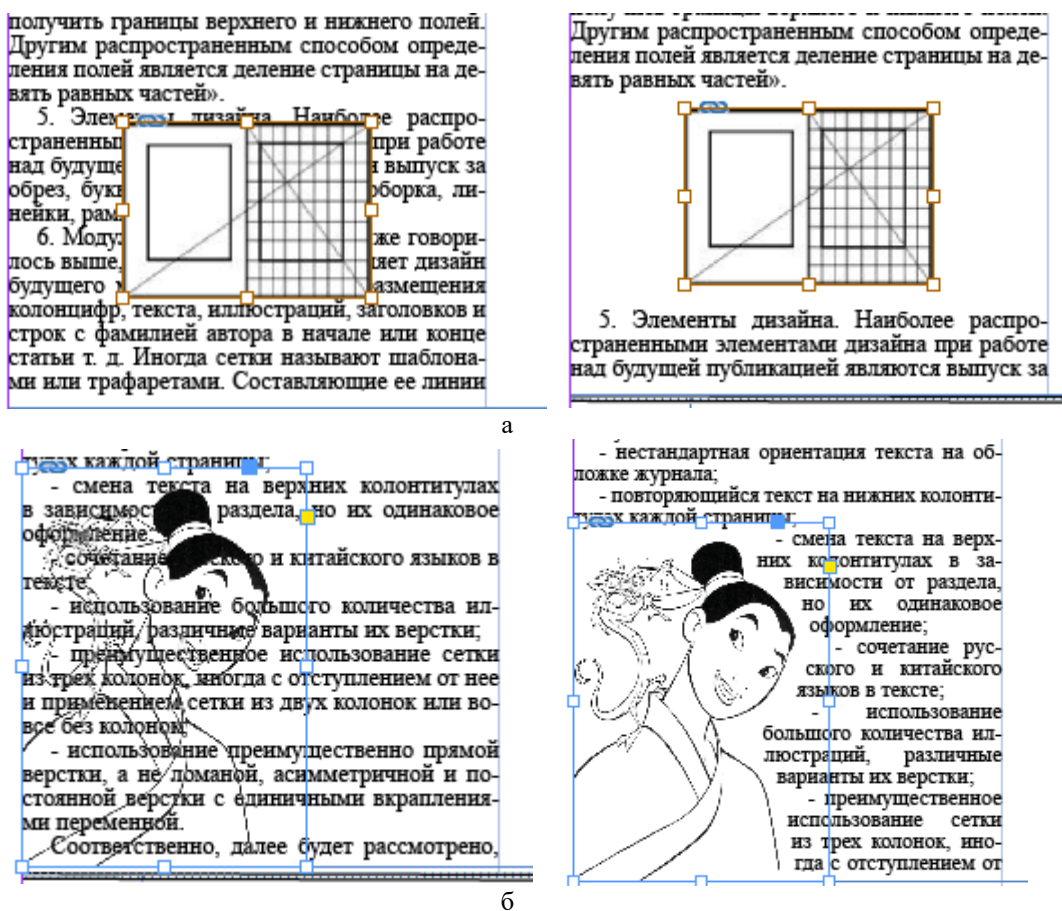 получить границы верхнего и нижнего полей.
Другим распространенным способом опреде-
ления полей является деление страницы на де-
вять равных частей».
5. Элементы дизайна. Наиболее распро-
страненны при работе
над будуще выпуск за
обрез, букв оборка, ли-
нейки, рам
6. Модул же говори-
лось выше, ляет дизайн
будущего азмещения
колонцифр, текста, иллюстраций, заголовков и
строк с фамилией автора в начале или конце
статьи т. д. Иногда сетки называют шаблона-
ми или трафаретами. Составляющие ее линии
Другим распространенным способом опреде-
ления полей является деление страницы на де-
вять равных частей».
5. Элементы дизайна. Наиболее распро-
страненными элементами дизайна при работе
над будущей публикацией являются выпуск за
а
тулах каждой страницы;
- смена текста на верхних колонтитулах
в зависимости раздела, но их одинаковое
оформление;
- сочетание и китайского языков в
тексте;
- использование большого количества ил-
люстраций, различные варианты их верстки;
- преимущественное использование сетки
из трех колонок, иногда с отступлением от нее
и применением сетки из двух колонок или во-
все без колонок;
- использование преимущественно прямой
верстки, а не ломаной, асимметричной и по-
стоянной верстки с единичными вкрапления-
ми переменной.
Соответственно, далее будет рассмотрено,
- нестандартная ориентация текста на об-
ложке журнала;
- повторяющийся текст на нижних колонти-
тулах каждой страницы;
- смена текста на верх-
них колонтитулах в за-
висимости от раздела,
но их одинаковое
оформление;
- сочетание рус-
ского и китайского
языков в тексте;
- использование
большого количества ил-
люстраций, различные
варианты их верстки;
- преимущественное
использование сетки
из трех колонок, ино-
гда с отступлением от
б